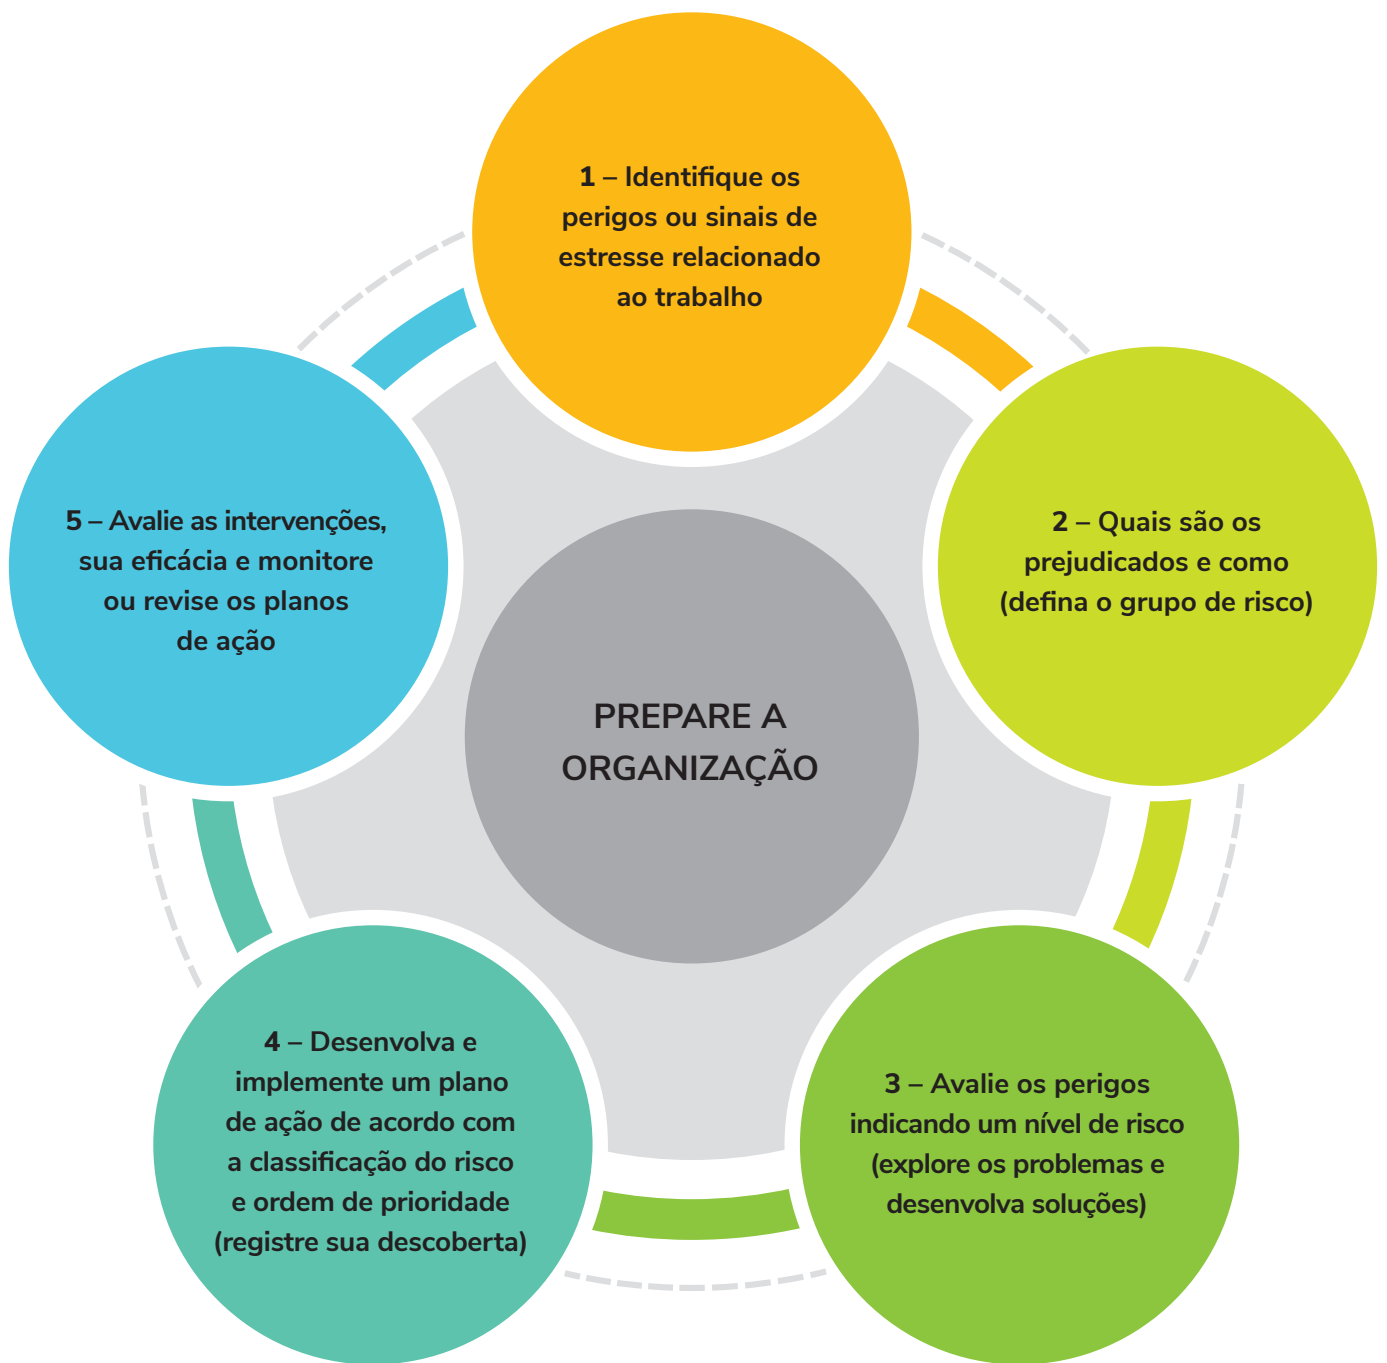 1 – Identifique os
perigos ou sinais de
estresse relacionado
ao trabalho
2 – Quais são os
prejudicados e como
(defina o grupo de risco)
3 – Avalie os perigos
indicando um nível de risco
(explore os problemas e
desenvolva soluções)
4 – Desenvolva e
implemente um plano
de ação de acordo com
a classificação do risco
e ordem de prioridade
(registre sua descoberta)
5 – Avalie as intervenções,
sua eficácia e monitore
ou revise os planos
de ação
PREPARE A
ORGANIZAÇÃO